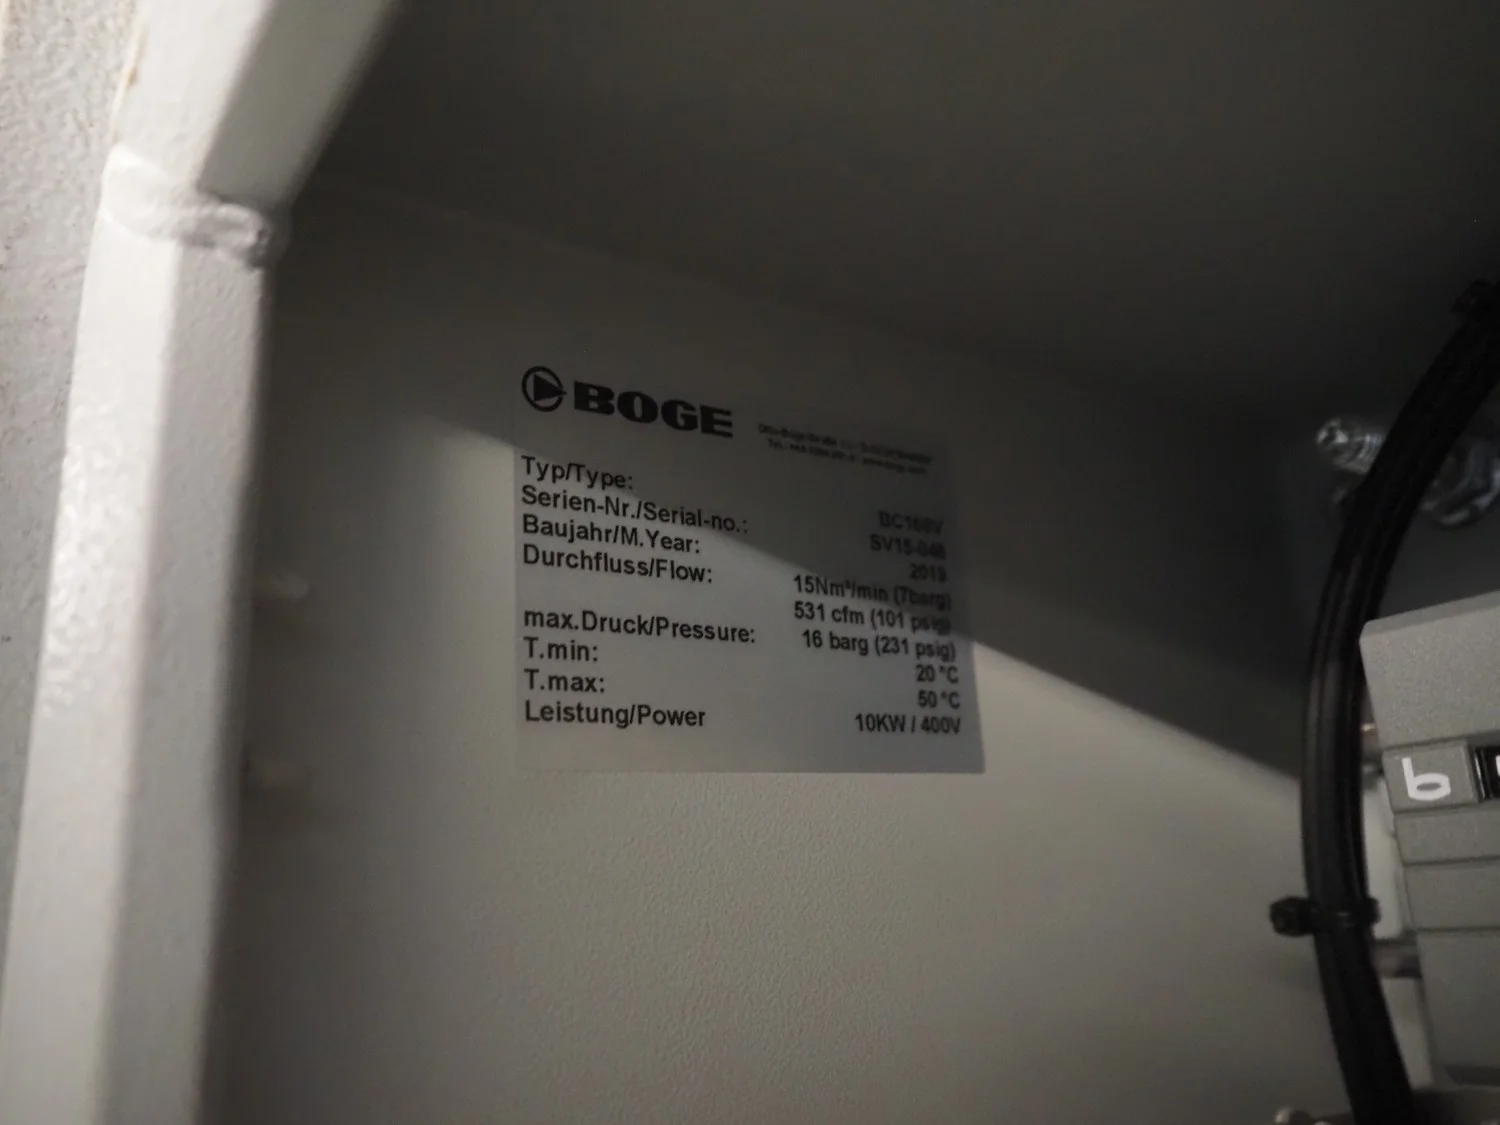 BOGE
Typ/Type:
Serien-Nr./Serial-no.:
Baujahr/M.Year: 2019
Durchfluss/Flow: 15Nm³/min (7barg)
531 cfm (101 psig)
max.Druck/Pressure: 16 barg (231 psig)
T.min: 20 °C
T.max: 50 °C
Leistung/Power 10KW / 400V
b